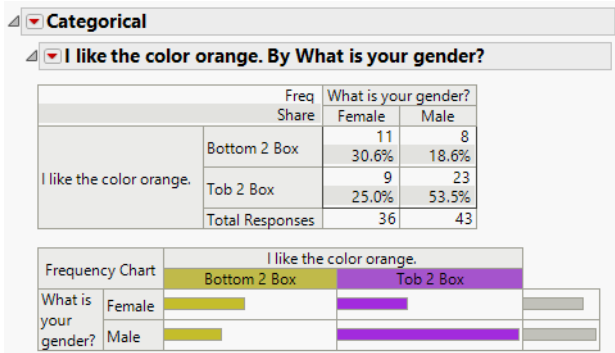 Categorical
I like the color orange. By What is your gender?
Freq What is your gender?
Share Female Male
I like the color orange. Bottom 2 Box 11 8
30.6% 18.6%
Tob 2 Box 9 23
25.0% 53.5%
Total Responses 36 43
Frequency Chart I like the color orange.
Bottom 2 Box Tob 2 Box
What is
your
gender?
Female
Male